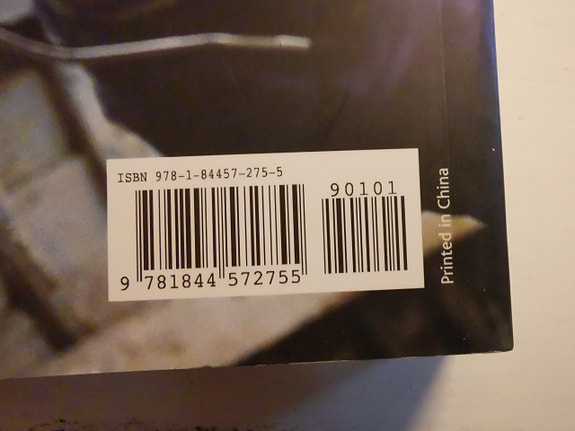 ISBN 978-1-84457-275-5
90101
9 781844 572755
Printed in China